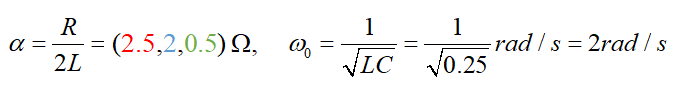 α = R / 2L = (2.5,2,0.5) Ω, ω₀ = 1 / √LC = 1 / √0.25 rad / s = 2rad / s